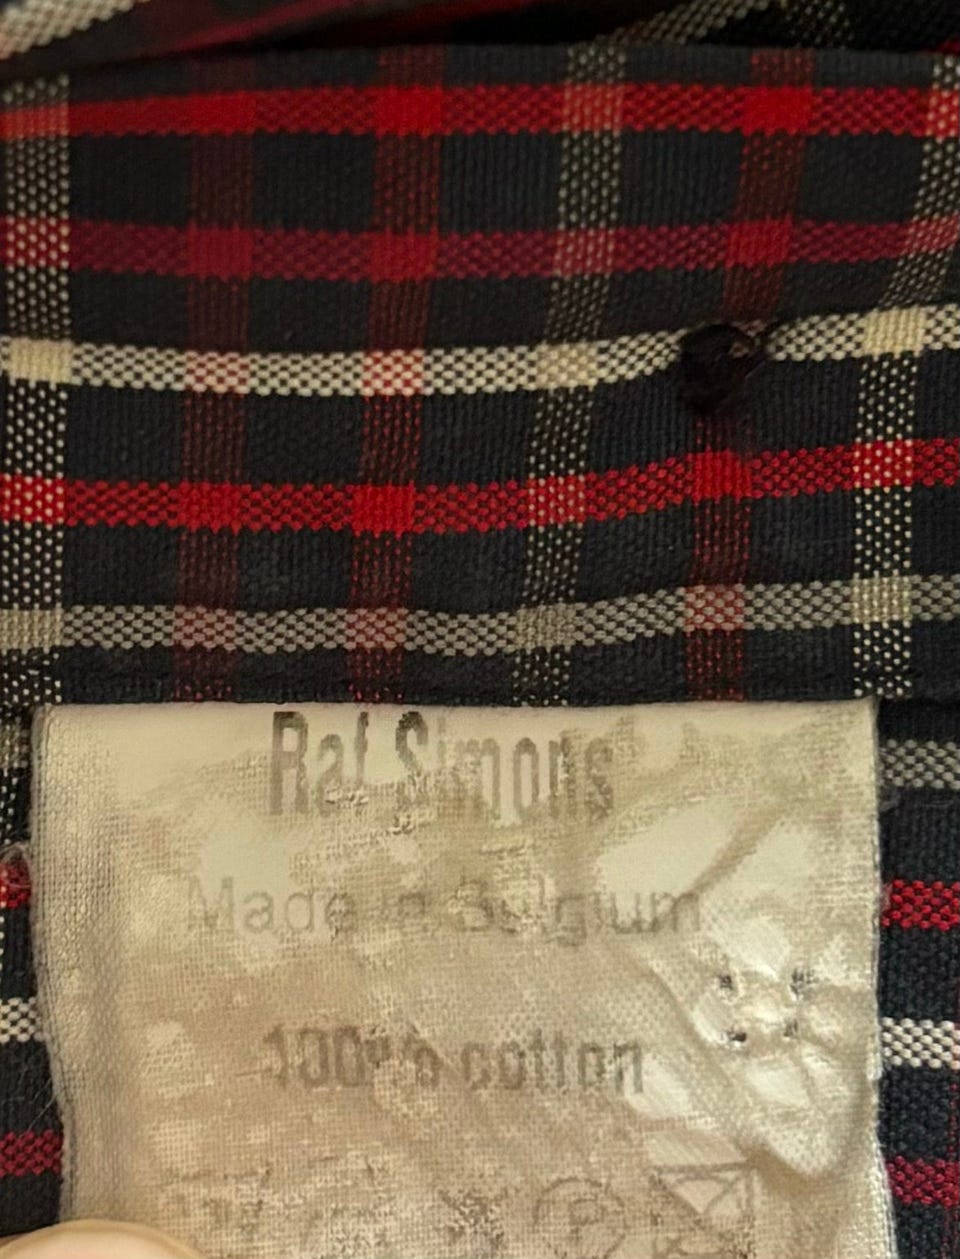 Raf Simons
Made in Belgium
100% cotton